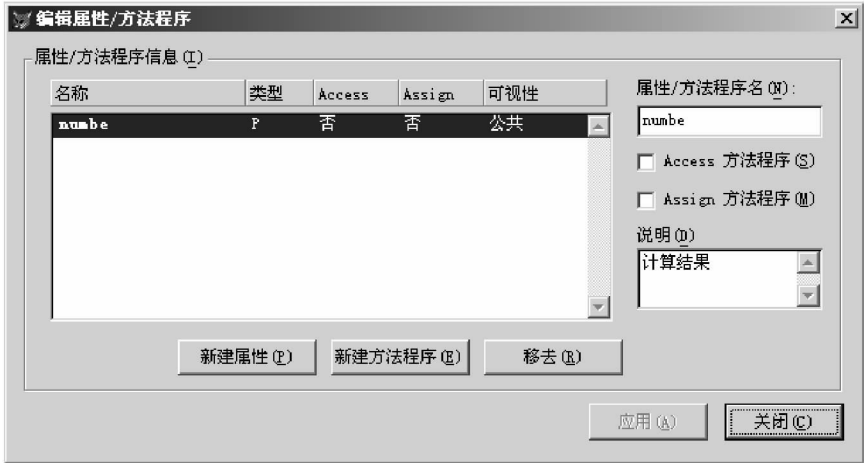 编辑属性/方法程序
属性/方法程序信息(I)
名称 类型 Access Assign 可视性
numbe P 否 否 公共
属性/方法程序名(N):
numbe
Access 方法程序(S)
Assign 方法程序(M)
说明(D)
计算结果
新建属性(P) 新建方法程序(E) 移去(R)
应用(A) 关闭(C)